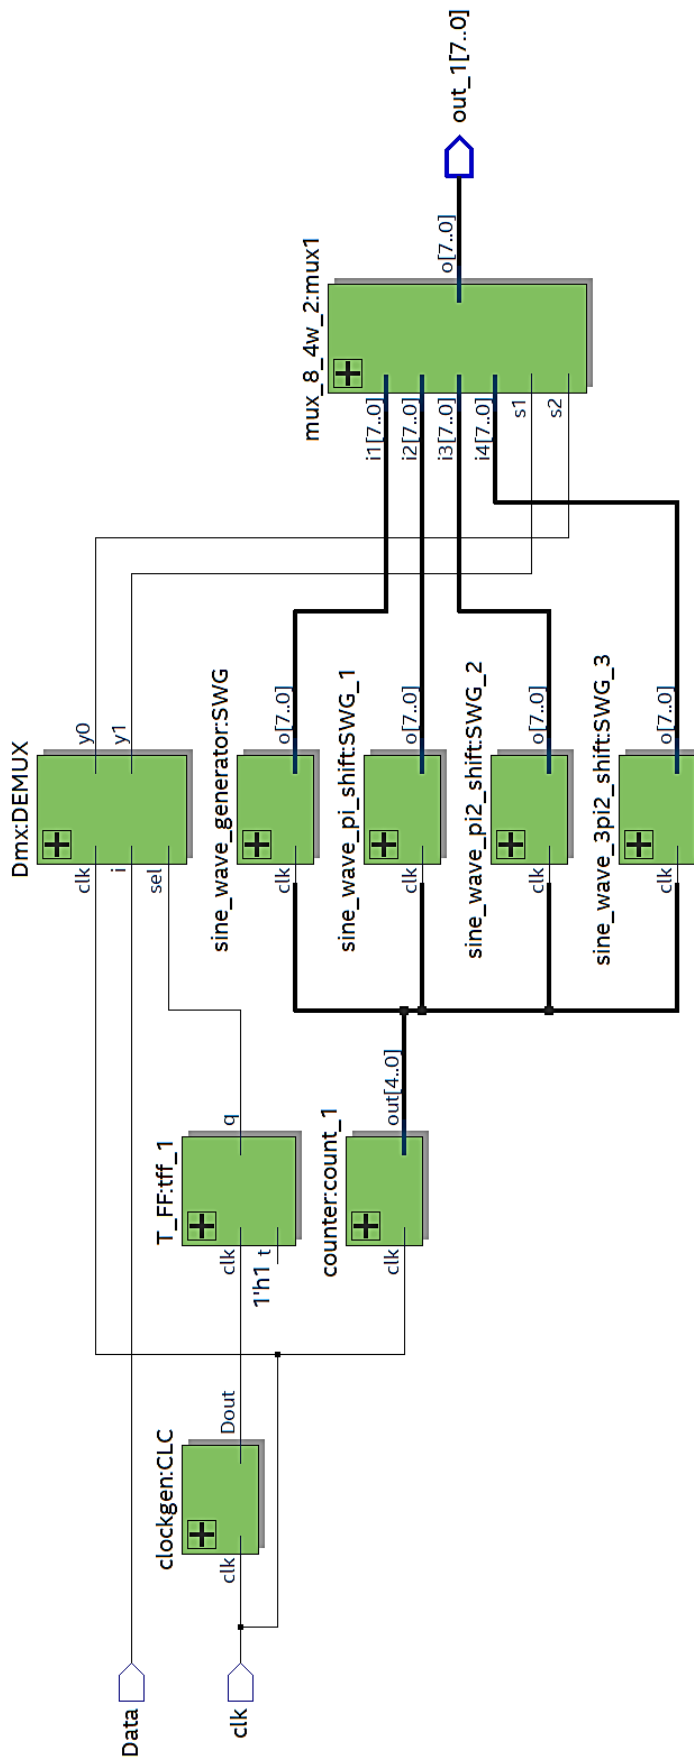 Data
clk
clockgen:CLC
clk
Dout
T_FF:tff_1
clk
1'h1 t
q
counter:count_1
clk
out[4..0]
Dmx:DEMUX
clk
i
sel
y0
y1
sine_wave_generator:SWG
clk
o[7..0]
sine_wave_pi_shift:SWG_1
clk
o[7..0]
sine_wave_pi2_shift:SWG_2
clk
o[7..0]
sine_wave_3pi2_shift:SWG_3
clk
o[7..0]
mux_8_4w_2:mux1
i1[7..0]
i2[7..0]
i3[7..0]
i4[7..0]
s1
s2
o[7..0]
out_1[7..0]